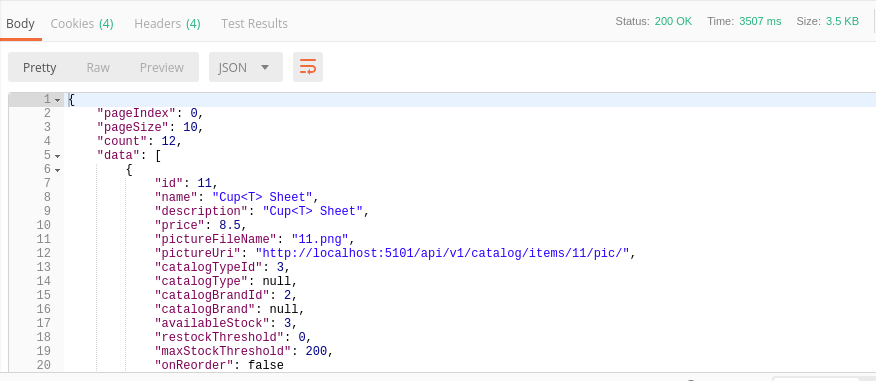 Body Cookies (4) Headers (4) Test Results Status: 200 OK Time: 3507 ms Size: 3.5 KB
Pretty Raw Preview JSON
1 {
2 "pageIndex": 0,
3 "pageSize": 10,
4 "count": 12,
5 "data": [
6 {
7 "id": 11,
8 "name": "Cup<T> Sheet",
9 "description": "Cup<T> Sheet",
10 "price": 8.5,
11 "pictureFileName": "11.png",
12 "pictureUri": "http://localhost:5101/api/v1/catalog/items/11/pic/",
13 "catalogTypeId": 3,
14 "catalogType": null,
15 "catalogBrandId": 2,
16 "catalogBrand": null,
17 "availableStock": 3,
18 "restockThreshold": 0,
19 "maxStockThreshold": 200,
20 "onReorder": false